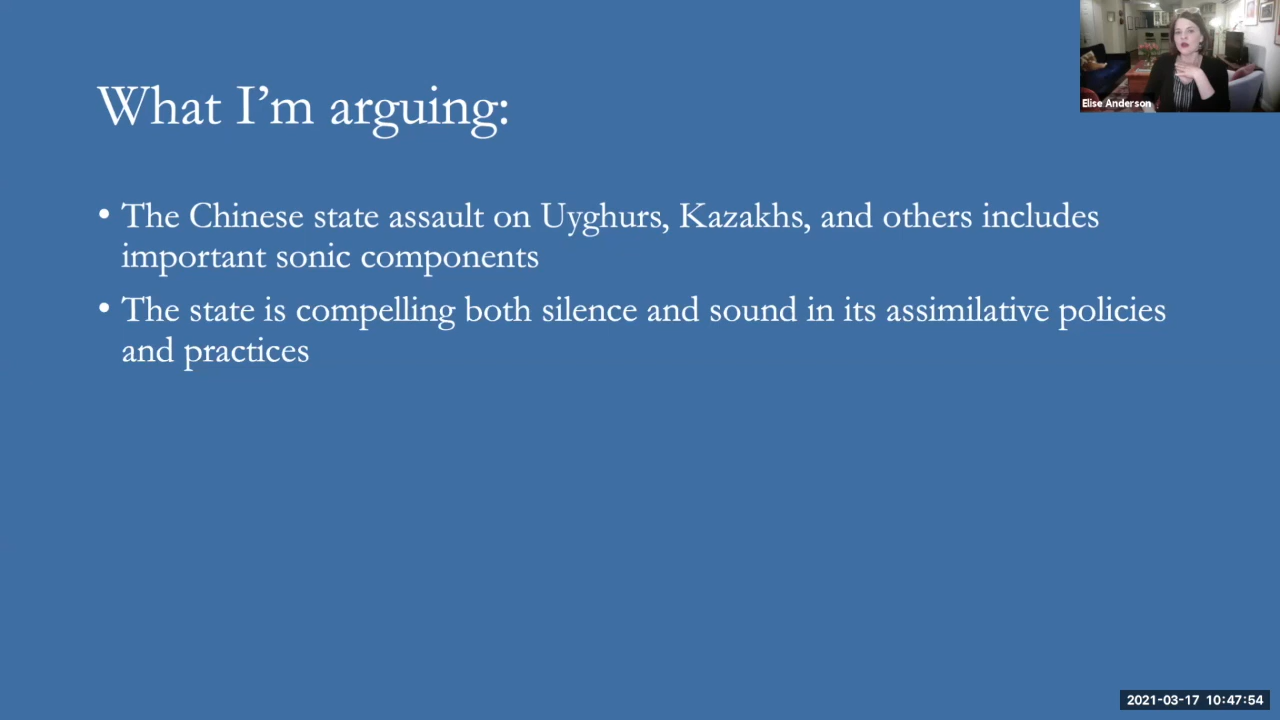 What I'm arguing:
• The Chinese state assault on Uyghurs, Kazakhs, and others includes
important sonic components
• The state is compelling both silence and sound in its assimilative policies
and practices
Elise Anderson
2021-03-17 10:47:54